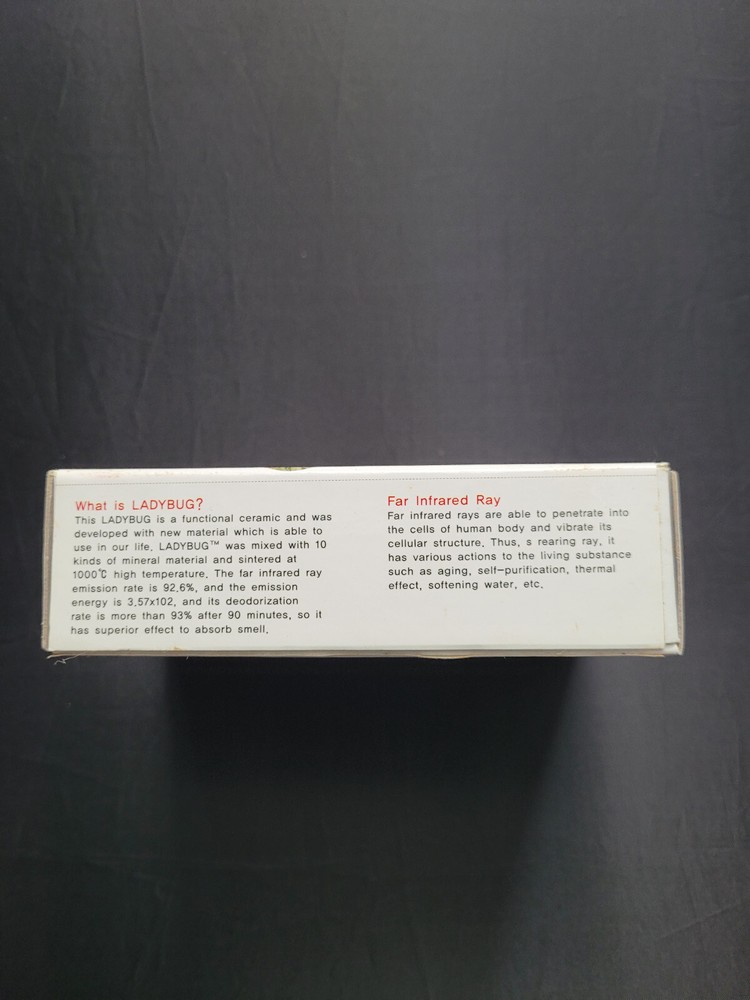 What is LADYBUG?
This LADYBUG is a functional ceramic and was
developed with new material which is able to
use in our life. LADYBUG™ was mixed with 10
kinds of mineral material and sintered at
1000℃ high temperature. The far infrared ray
emission rate is 92.6%, and the emission
energy is 3.57x102, and its deodorization
rate is more than 93% after 90 minutes, so it
has superior effect to absorb smell.
Far Infrared Ray
Far infrared rays are able to penetrate into
the cells of human body and vibrate its
cellular structure. Thus, s rearing ray, it
has various actions to the living substance
such as aging, self-purification, thermal
effect, softening water, etc.